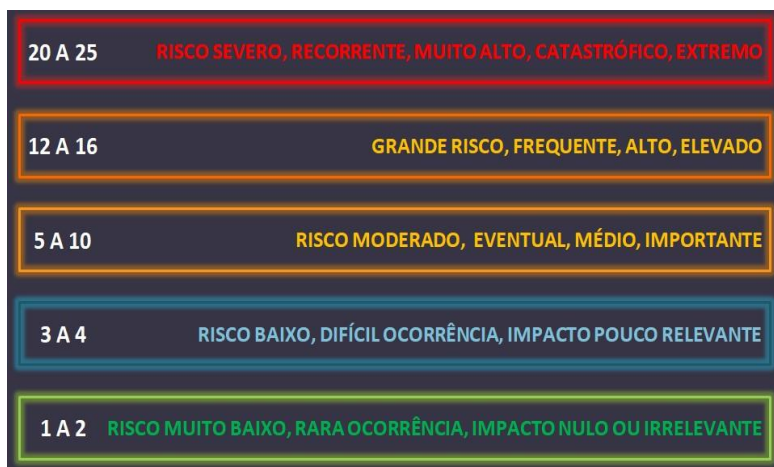 20 A 25 RISCO SEVERO, RECORRENTE, MUITO ALTO, CATASTRÓFICO, EXTREMO
12 A 16 GRANDE RISCO, FREQUENTE, ALTO, ELEVADO
5 A 10 RISCO MODERADO, EVENTUAL, MÉDIO, IMPORTANTE
3 A 4 RISCO BAIXO, DIFÍCIL OCORRÊNCIA, IMPACTO POUCO RELEVANTE
1 A 2 RISCO MUITO BAIXO, RARA OCORRÊNCIA, IMPACTO NULO OU IRRELEVANTE